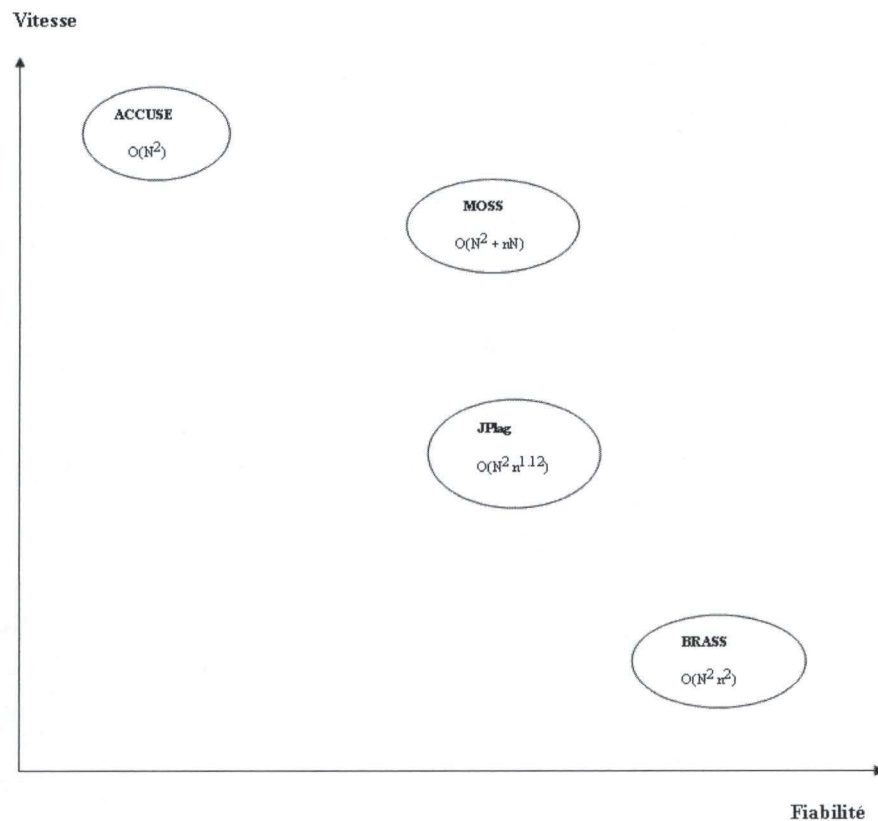 Vitesse
ACCUSE
O(N²)
MOSS
O(N² + nN)
JPlag
O(N² n^1.12)
BRASS
O(N² n²)
Fiabilité